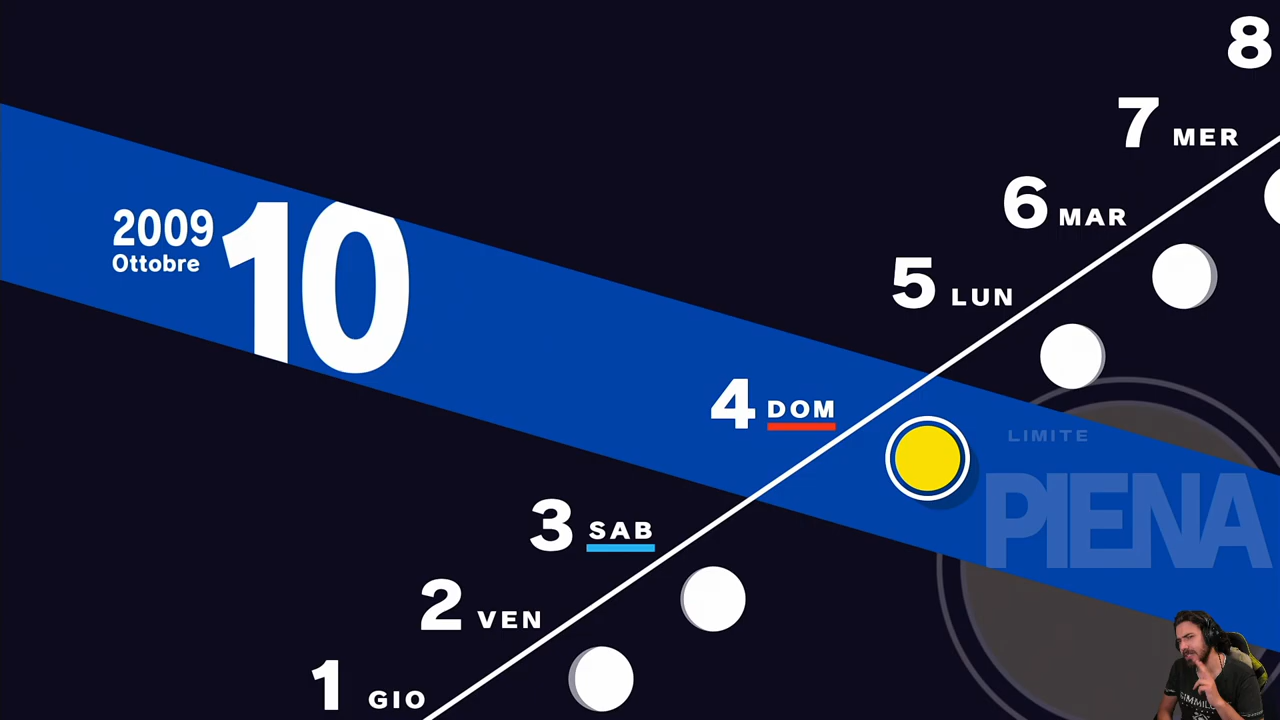 8
7 MER
6 MAR
5 LUN
2009
Ottobre
10
4 DOM
LIMITE
PIENA
3 SAB
2 VEN
1 GIO